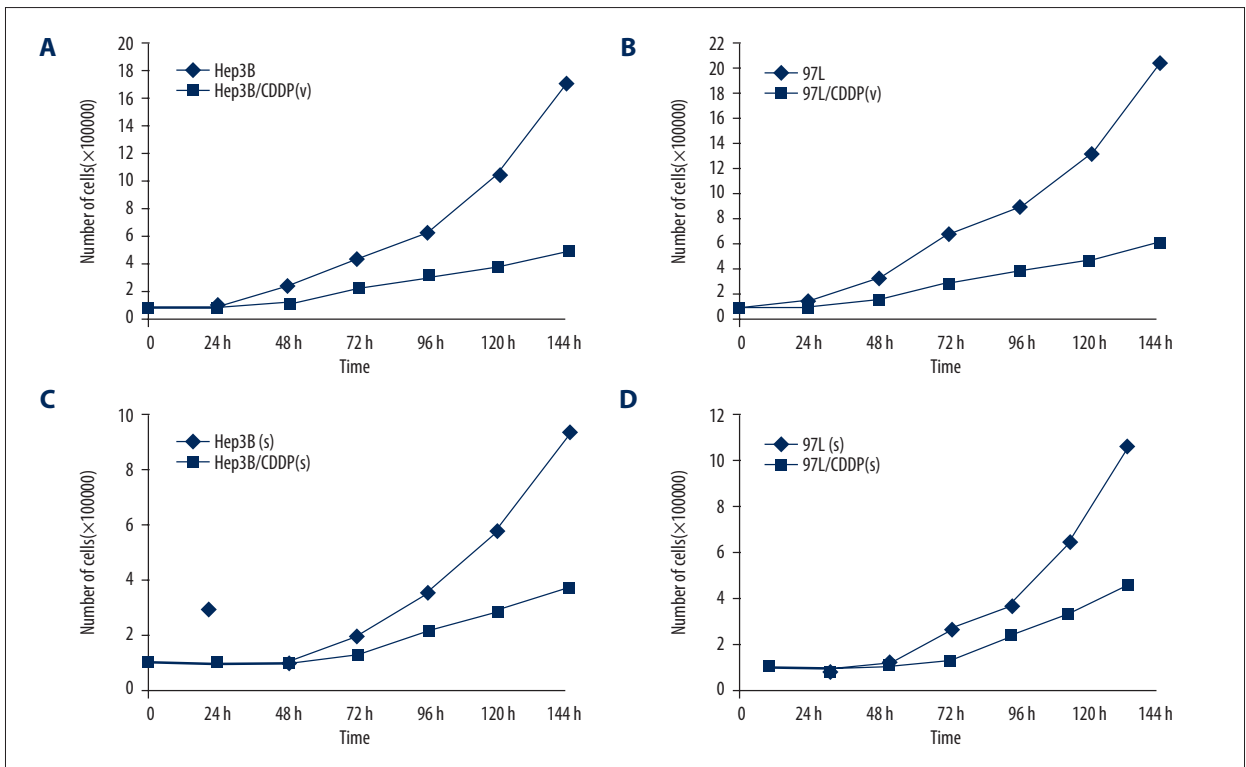 A
20
18
16
14
12
10
8
6
4
2
0
Number of cells(×100000)
Hep3B
Hep3B/CDDP(v)
0 24 h 48 h 72 h 96 h 120 h 144 h
Time
B
22
20
18
16
14
12
10
8
6
4
2
0
Number of cells(×100000)
97L
97L/CDDP(v)
0 24 h 48 h 72 h 96 h 120 h 144 h
Time
C
10
8
6
4
2
0
Number of cells(×100000)
Hep3B (s)
Hep3B/CDDP(s)
0 24 h 48 h 72 h 96 h 120 h 144 h
Time
D
12
10
8
6
4
2
0
Number of cells(×100000)
97L (s)
97L/CDDP(s)
0 24 h 48 h 72 h 96 h 120 h 144 h
Time